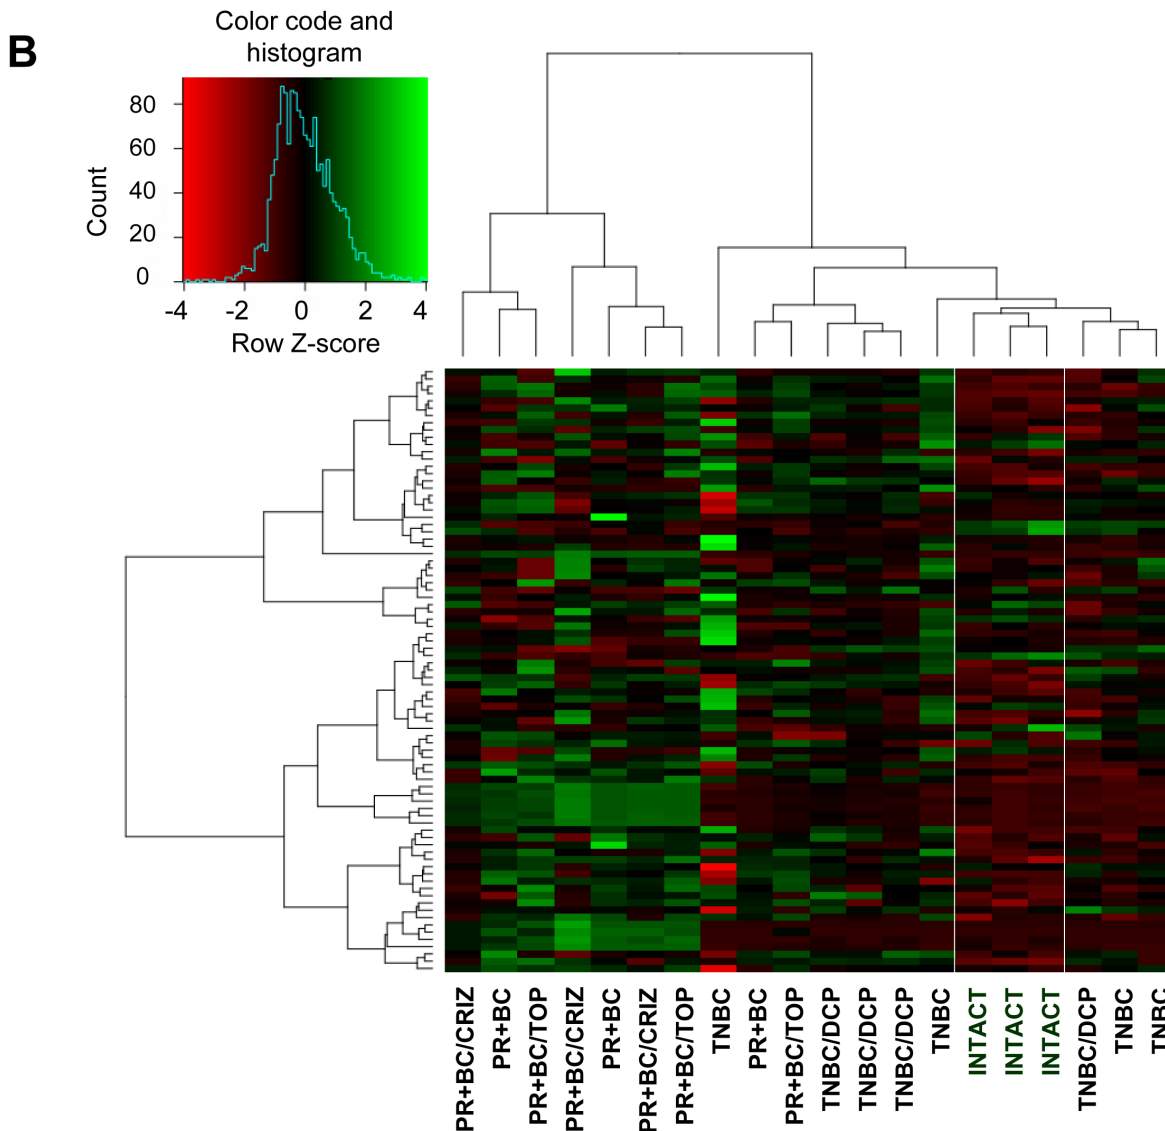 B
Color code and
histogram
80
60
40
20
0
Count
-4
-2
0
2
4
Row Z-score
PR+BC/CRIZ
PR+BC
PR+BC/TOP
PR+BC/CRIZ
PR+BC
PR+BC/CRIZ
PR+BC/TOP
TNBC
PR+BC
PR+BC/TOP
TNBC/DCP
TNBC/DCP
TNBC/DCP
TNBC
INTACT
INTACT
INTACT
TNBC/DCP
TNBC
TNBC